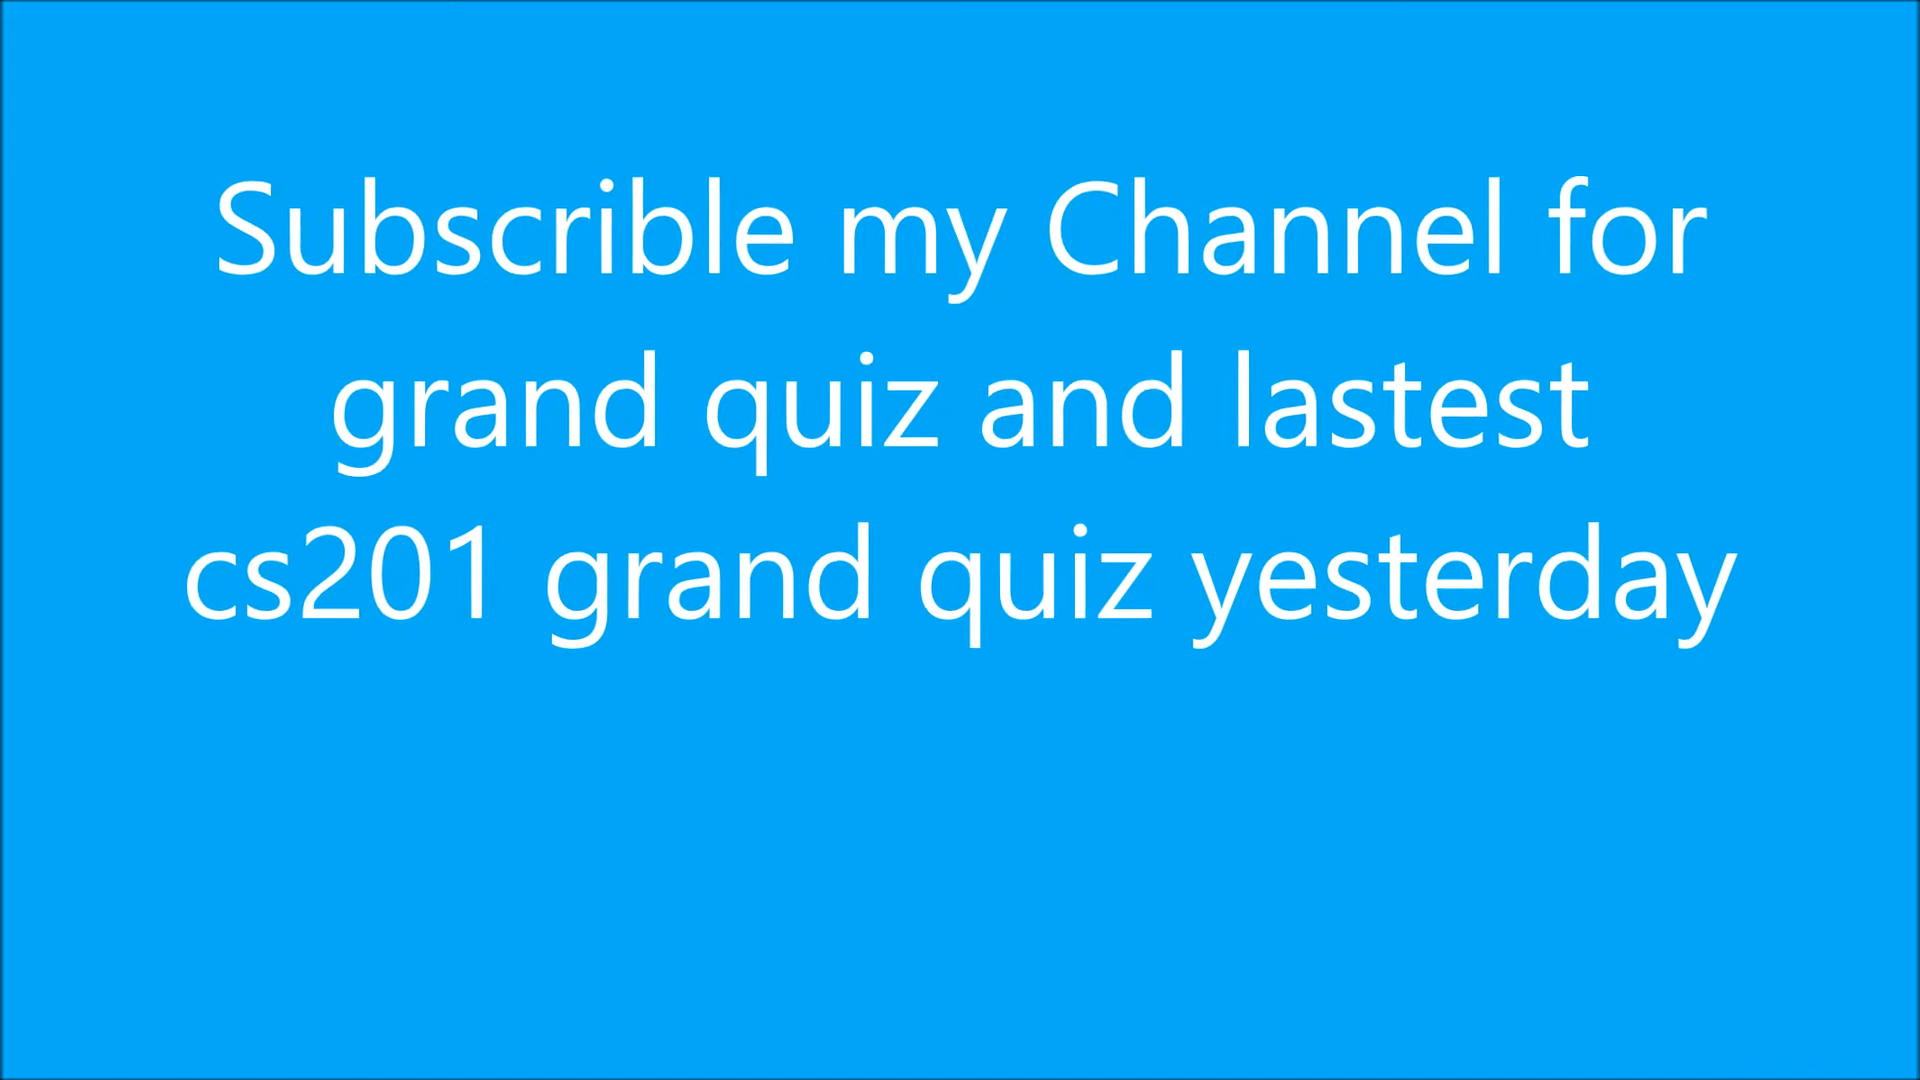 Subscrible my Channel for
grand quiz and lastest
cs201 grand quiz yesterday